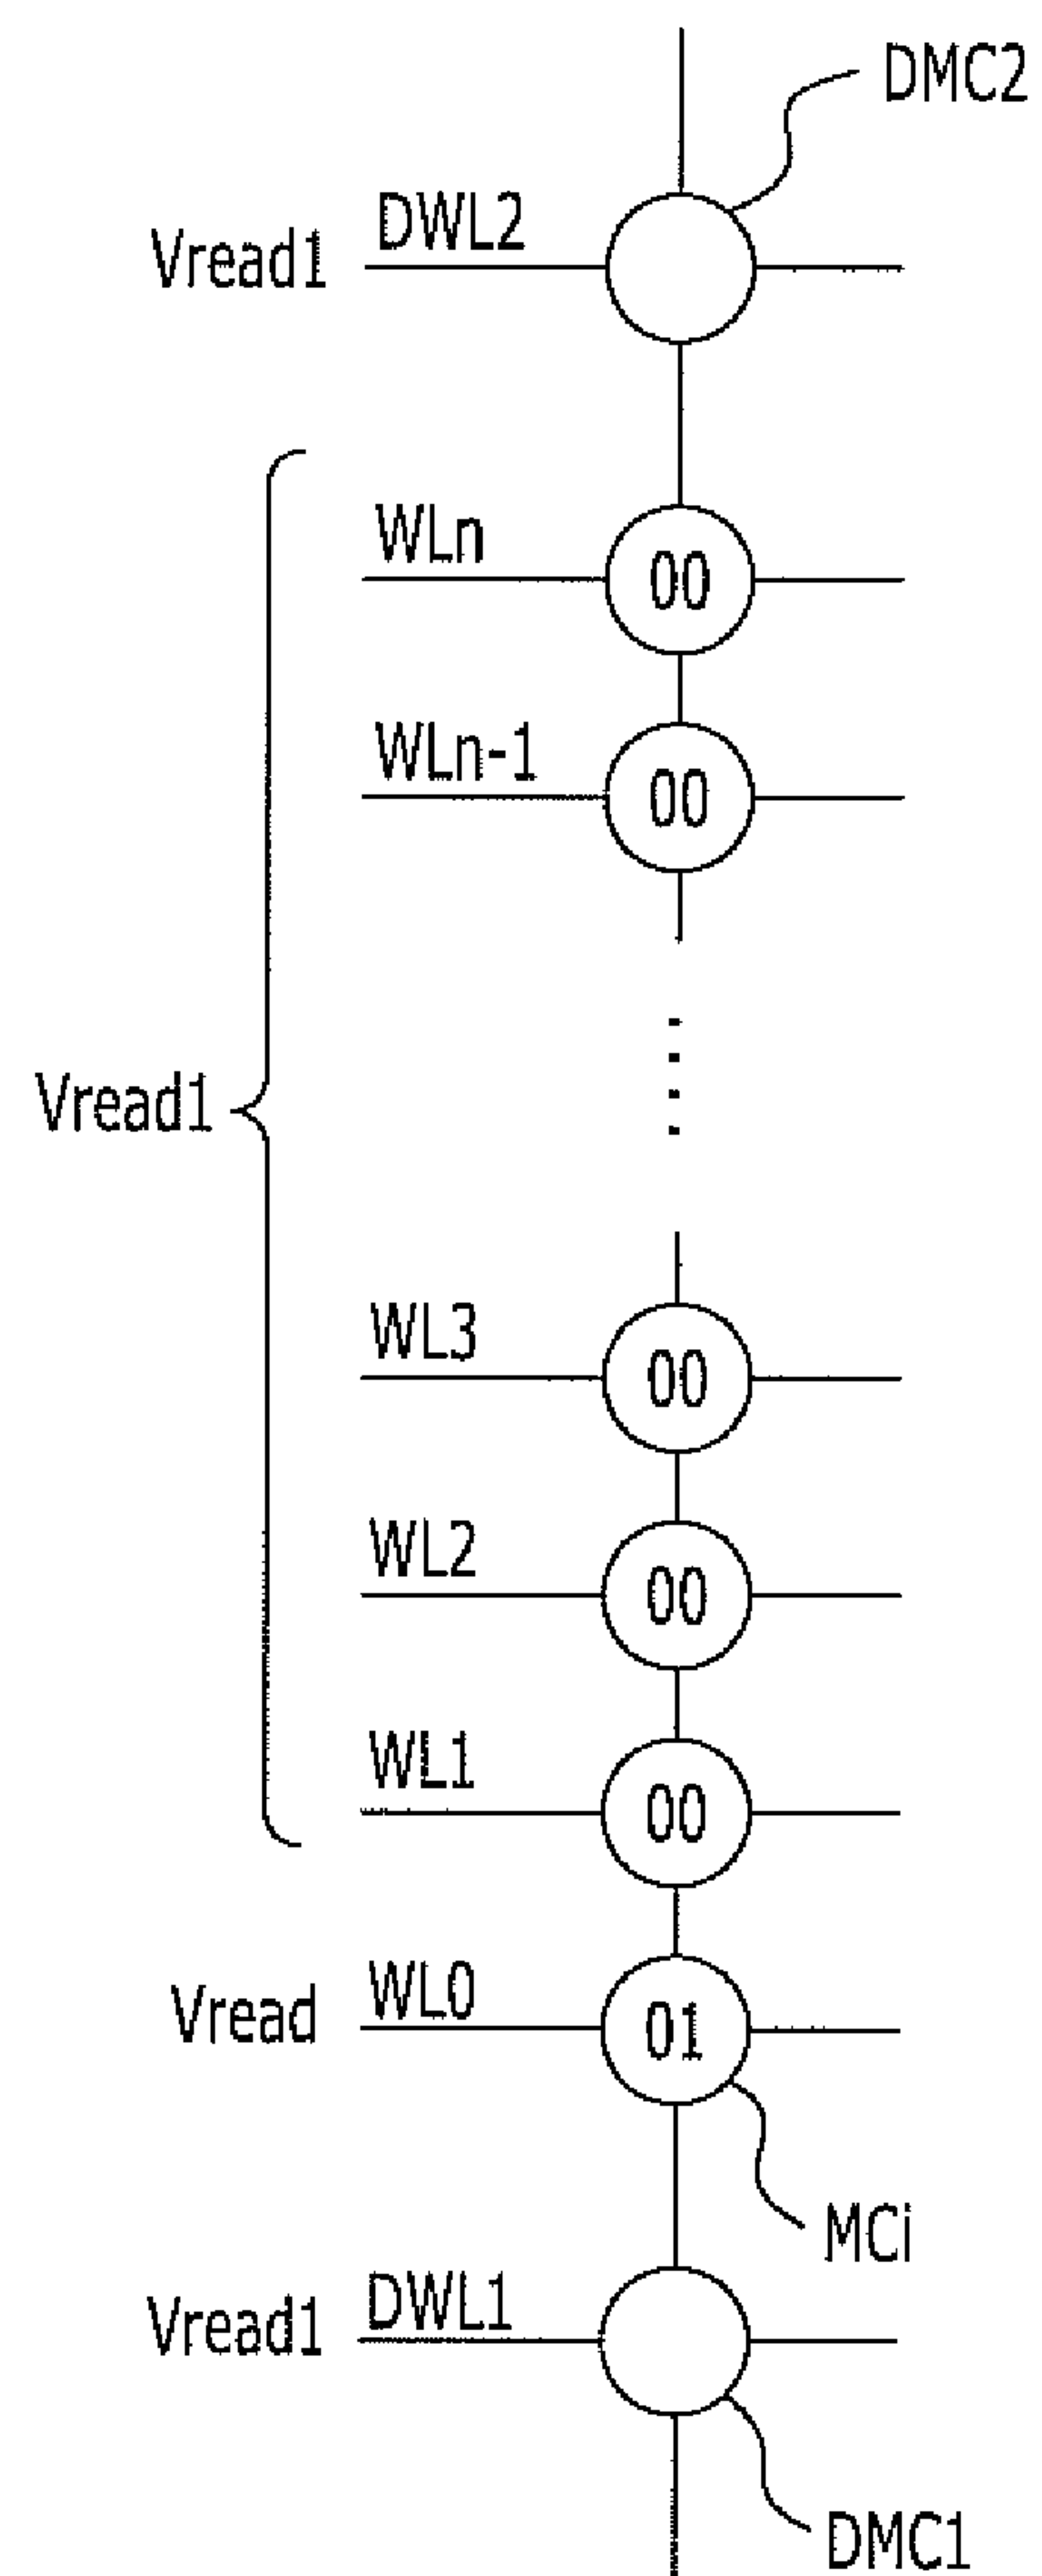 DMC2
DWL2
Vread1
WLn
00
WLn-1
00
Vread1
WL3
00
WL2
00
WL1
00
WL0
Vread
01
MCi
DWL1
Vread1
DMC1